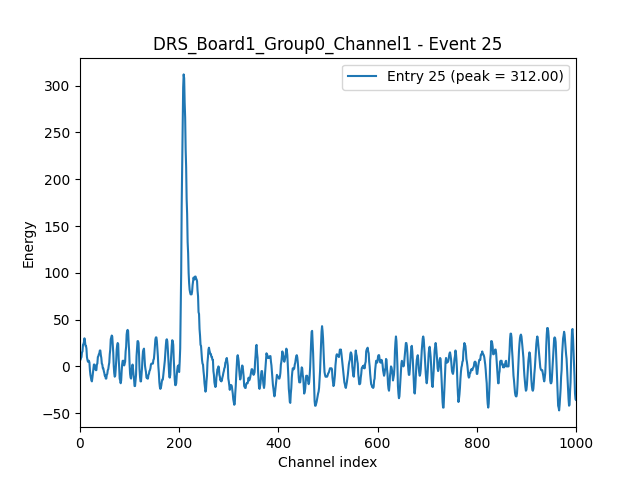 DRS_Board1_Group0_Channel1 - Event 25
Entry 25 (peak = 312.00)
300
250
200
150
100
50
0
−50
Energy
0 200 400 600 800 1000
Channel index